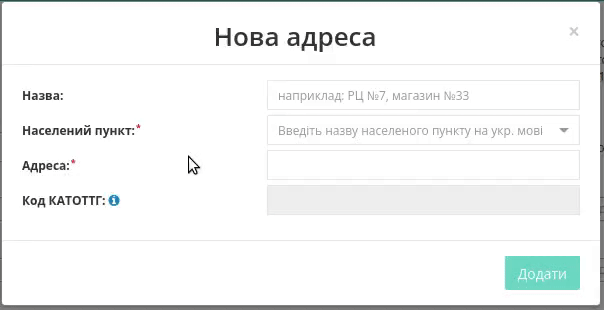 Нова адреса
×
Назва:
наприклад: РЦ №7, магазин №33
Населений пункт:*
Введіть назву населеного пункту на укр. мові
Адреса:*
Код КАТОТТГ:
Додати